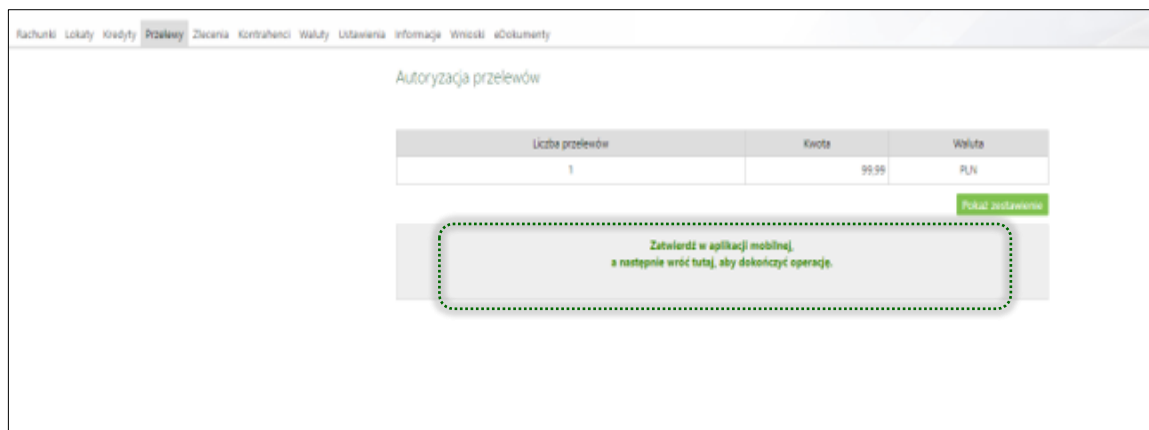 Rachunki Lokaty Kredyty Przelewy Zlecenia Kontrahenci Waluty Ustawienia Informacje Wnioski eDokumenty
Autoryzacja przelewów
Liczba przelewów Kwota Waluta
1 99.99 PLN
Pokaż zestawienie
Zatwierdź w aplikacji mobilnej,
a następnie wróć tutaj, aby dokończyć operację.